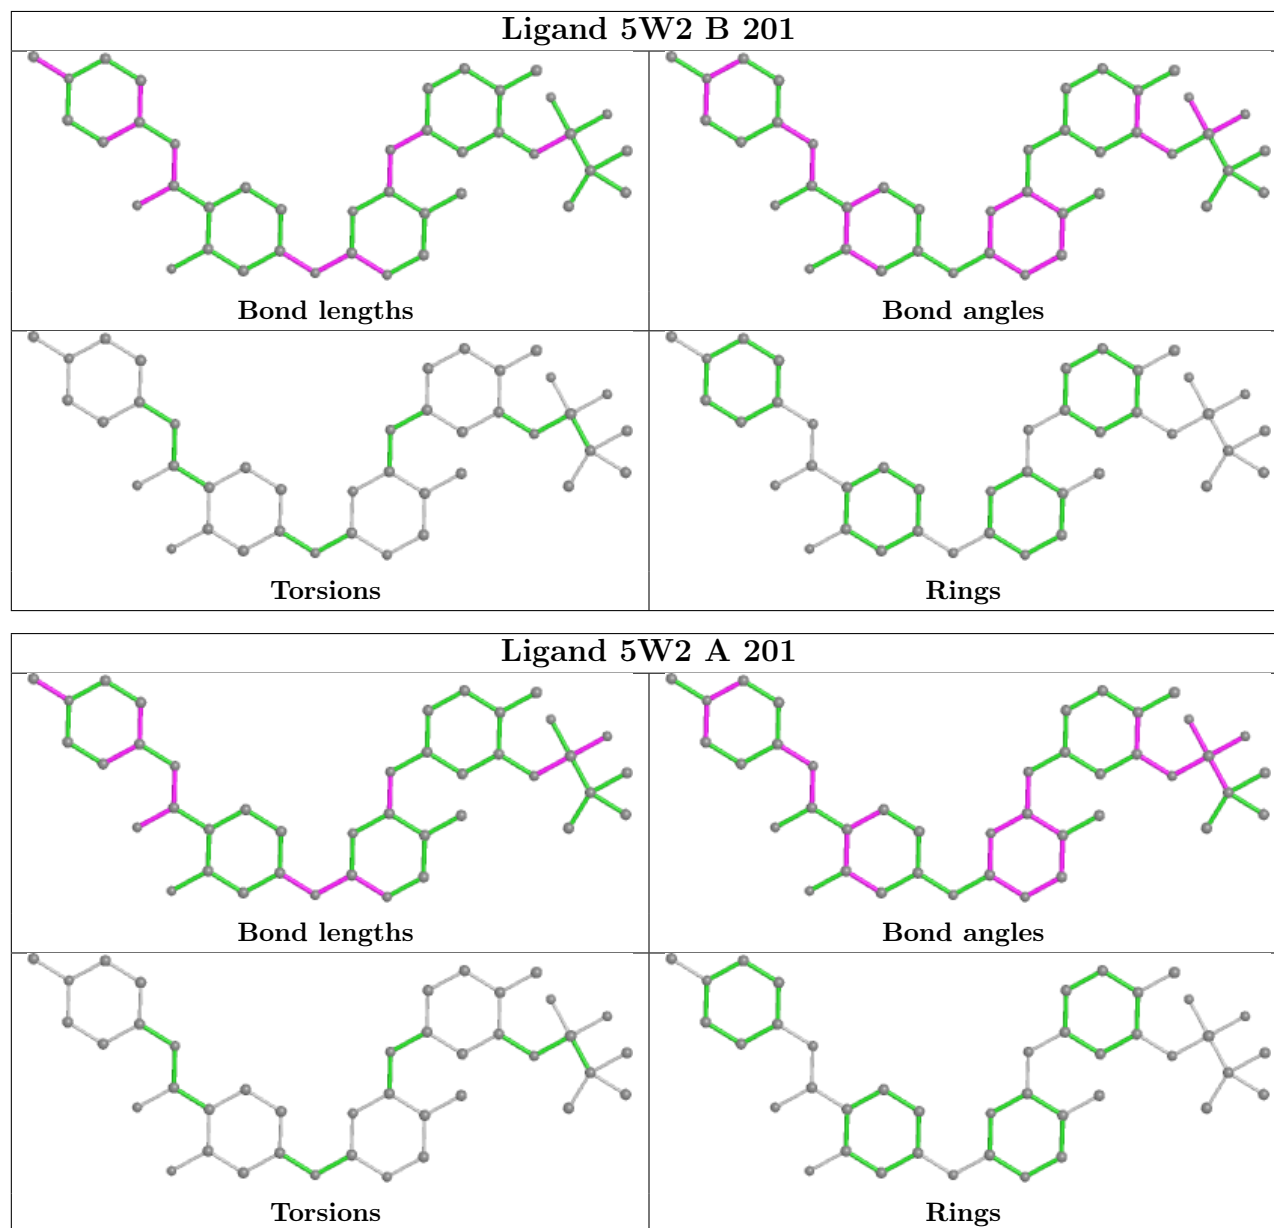 Ligand 5W2 B 201
Bond lengths
Bond angles
Torsions
Rings
Ligand 5W2 A 201
Bond lengths
Bond angles
Torsions
Rings